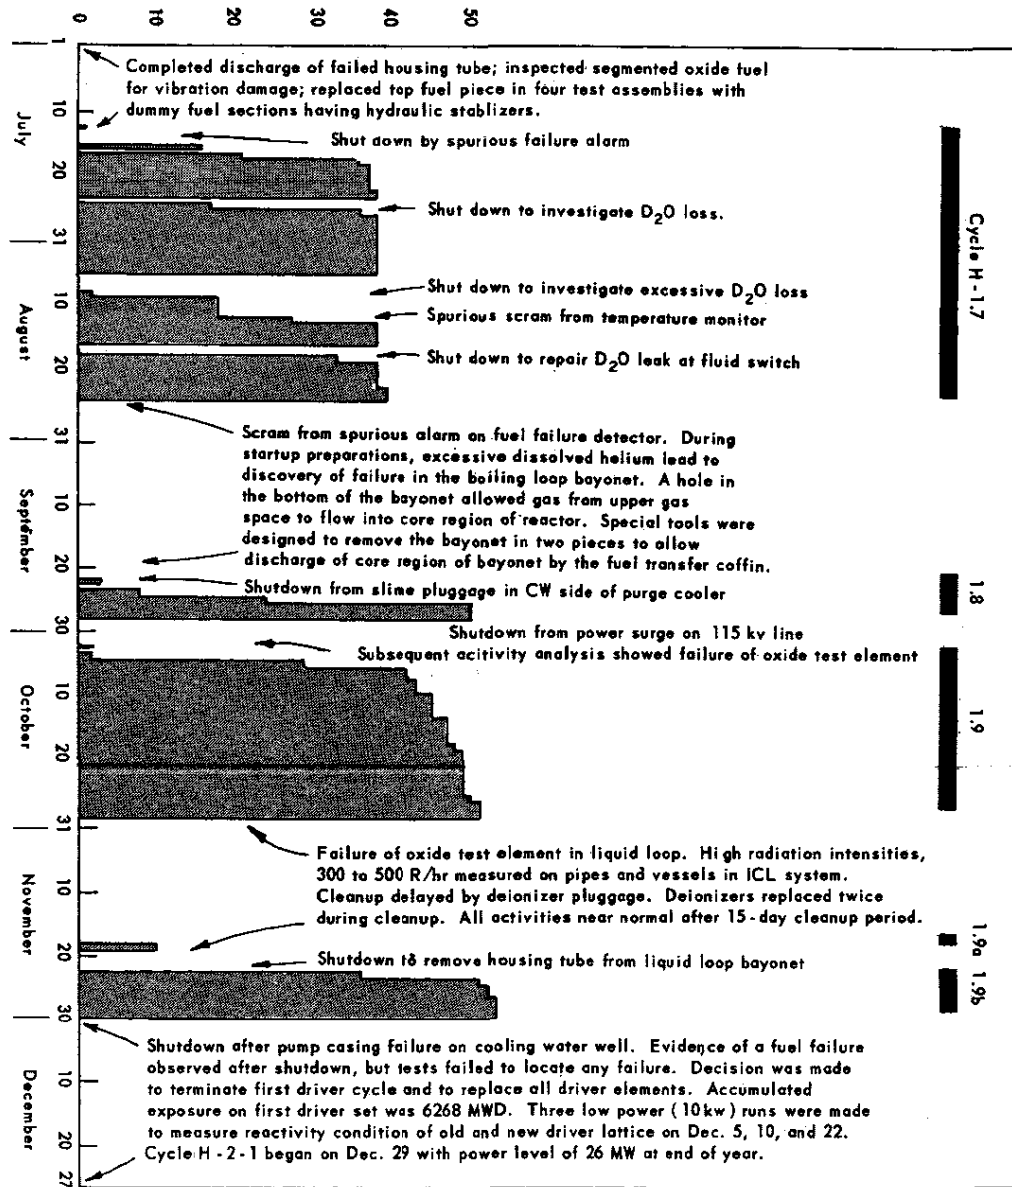 0 10 20 30 40 50
1
Completed discharge of failed housing tube; inspected segmented oxide fuel
for vibration damage; replaced top fuel piece in four test assemblies with
dummy fuel sections having hydraulic stablizers.
10
July
Shut down by spurious failure alarm
20
Shut down to investigate D2O loss.
Cycle H-1.7
31
Shut down to investigate excessive D2O loss
10
August
Spurious scram from temperature monitor
Shut down to repair D2O leak at fluid switch
20
Scram from spurious alarm on fuel failure detector. During
31
startup preparations, excessive dissolved helium lead to
discovery of failure in the boiling loop bayonet. A hole in
the bottom of the bayonet allowed gas from upper gas
10
September
space to flow into core region of reactor. Special tools were
designed to remove the bayonet in two pieces to allow
discharge of core region of bayonet by the fuel transfer coffin.
20
Shutdown from slime pluggage in CW side of purge cooler
1.8
30
Shutdown from power surge on 115 kv line
Subsequent acitivity analysis showed failure of oxide test element
10
October
1.9
20
31
Failure of oxide test element in liquid loop. High radiation intensities,
300 to 500 R/hr measured on pipes and vessels in ICL system.
Cleanup delayed by deionizer pluggage. Deionizers replaced twice
during cleanup. All activities near normal after 15-day cleanup period.
10
November
1.9a
20
Shutdown to remove housing tube from liquid loop bayonet
1.9b
30
Shutdown after pump casing failure on cooling water well. Evidence of a fuel failure
observed after shutdown, but tests failed to locate any failure. Decision was made
to terminate first driver cycle and to replace all driver elements. Accumulated
10
December
exposure on first driver set was 6268 MWD. Three low power (10kw) runs were made
to measure reactivity condition of old and new driver lattice on Dec. 5, 10, and 22.
20
Cycle H-2-1 began on Dec. 29 with power level of 26 MW at end of year.
27